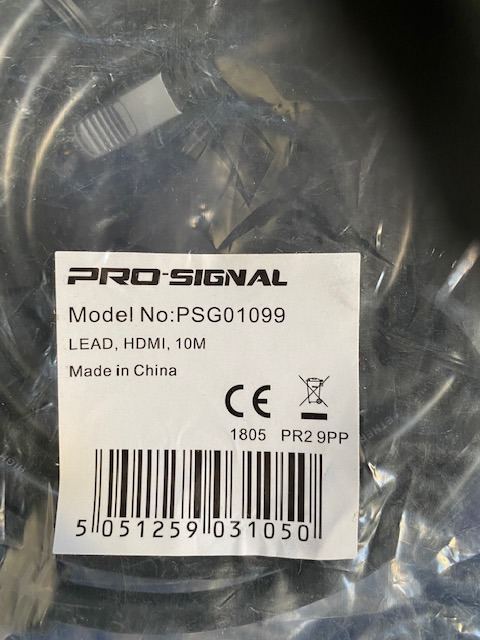 PRO-SIGNAL
Model No:PSG01099
LEAD, HDMI, 10M
Made in China
CE
1805 PR2 9PP
5 051259 031050